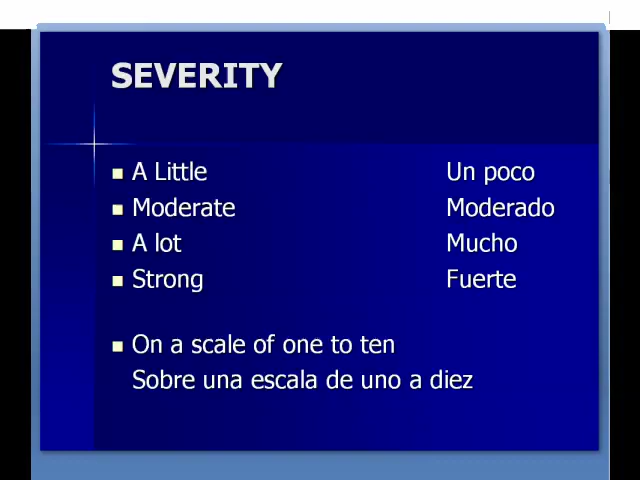 SEVERITY
A Little Un poco
Moderate Moderado
A lot Mucho
Strong Fuerte
On a scale of one to ten
Sobre una escala de uno a diez